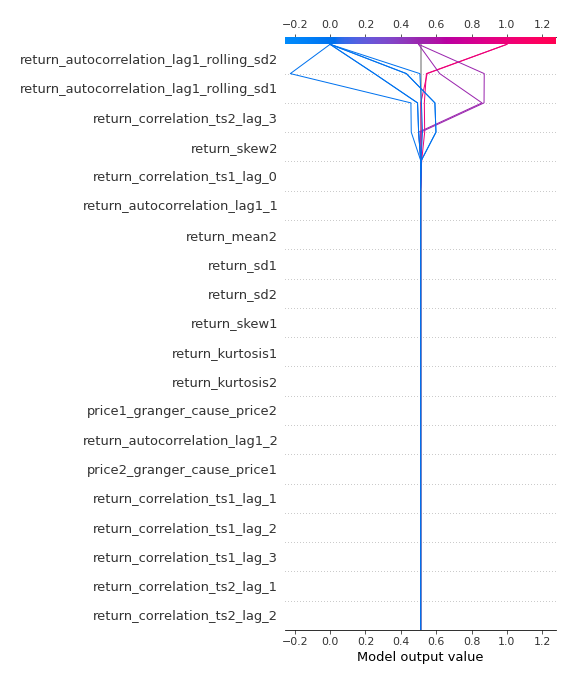 −0.2 0.0 0.2 0.4 0.6 0.8 1.0 1.2
return_autocorrelation_lag1_rolling_sd2
return_autocorrelation_lag1_rolling_sd1
return_correlation_ts2_lag_3
return_skew2
return_correlation_ts1_lag_0
return_autocorrelation_lag1_1
return_mean2
return_sd1
return_sd2
return_skew1
return_kurtosis1
return_kurtosis2
price1_granger_cause_price2
return_autocorrelation_lag1_2
price2_granger_cause_price1
return_correlation_ts1_lag_1
return_correlation_ts1_lag_2
return_correlation_ts1_lag_3
return_correlation_ts2_lag_1
return_correlation_ts2_lag_2
−0.2 0.0 0.2 0.4 0.6 0.8 1.0 1.2
Model output value